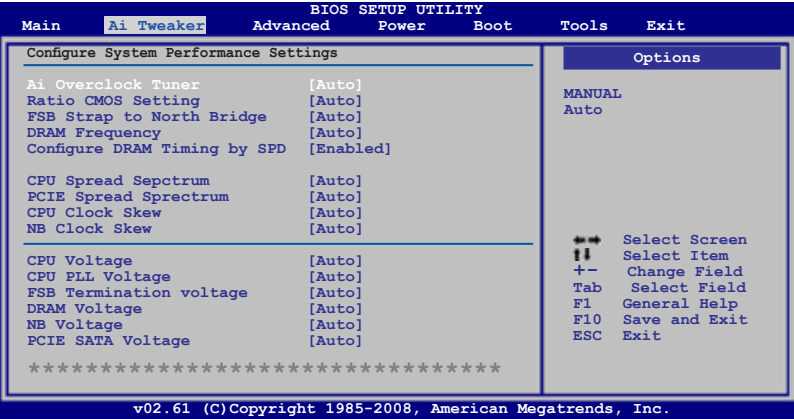 BIOS SETUP UTILITY
Main Ai Tweaker Advanced Power Boot Tools Exit
Configure System Performance Settings
Ai Overclock Tuner [Auto]
Ratio CMOS Setting [Auto]
FSB Strap to North Bridge [Auto]
DRAM Frequency [Auto]
Configure DRAM Timing by SPD [Enabled]
CPU Spread Sepctrum [Auto]
PCIE Spread Sprectrum [Auto]
CPU Clock Skew [Auto]
NB Clock Skew [Auto]
CPU Voltage [Auto]
CPU PLL Voltage [Auto]
FSB Termination voltage [Auto]
DRAM Voltage [Auto]
NB Voltage [Auto]
PCIE SATA Voltage [Auto]
*********************************
Options
MANUAL
Auto
←→ Select Screen
↑↓ Select Item
+- Change Field
Tab Select Field
F1 General Help
F10 Save and Exit
ESC Exit
v02.61 (C)Copyright 1985-2008, American Megatrends, Inc.